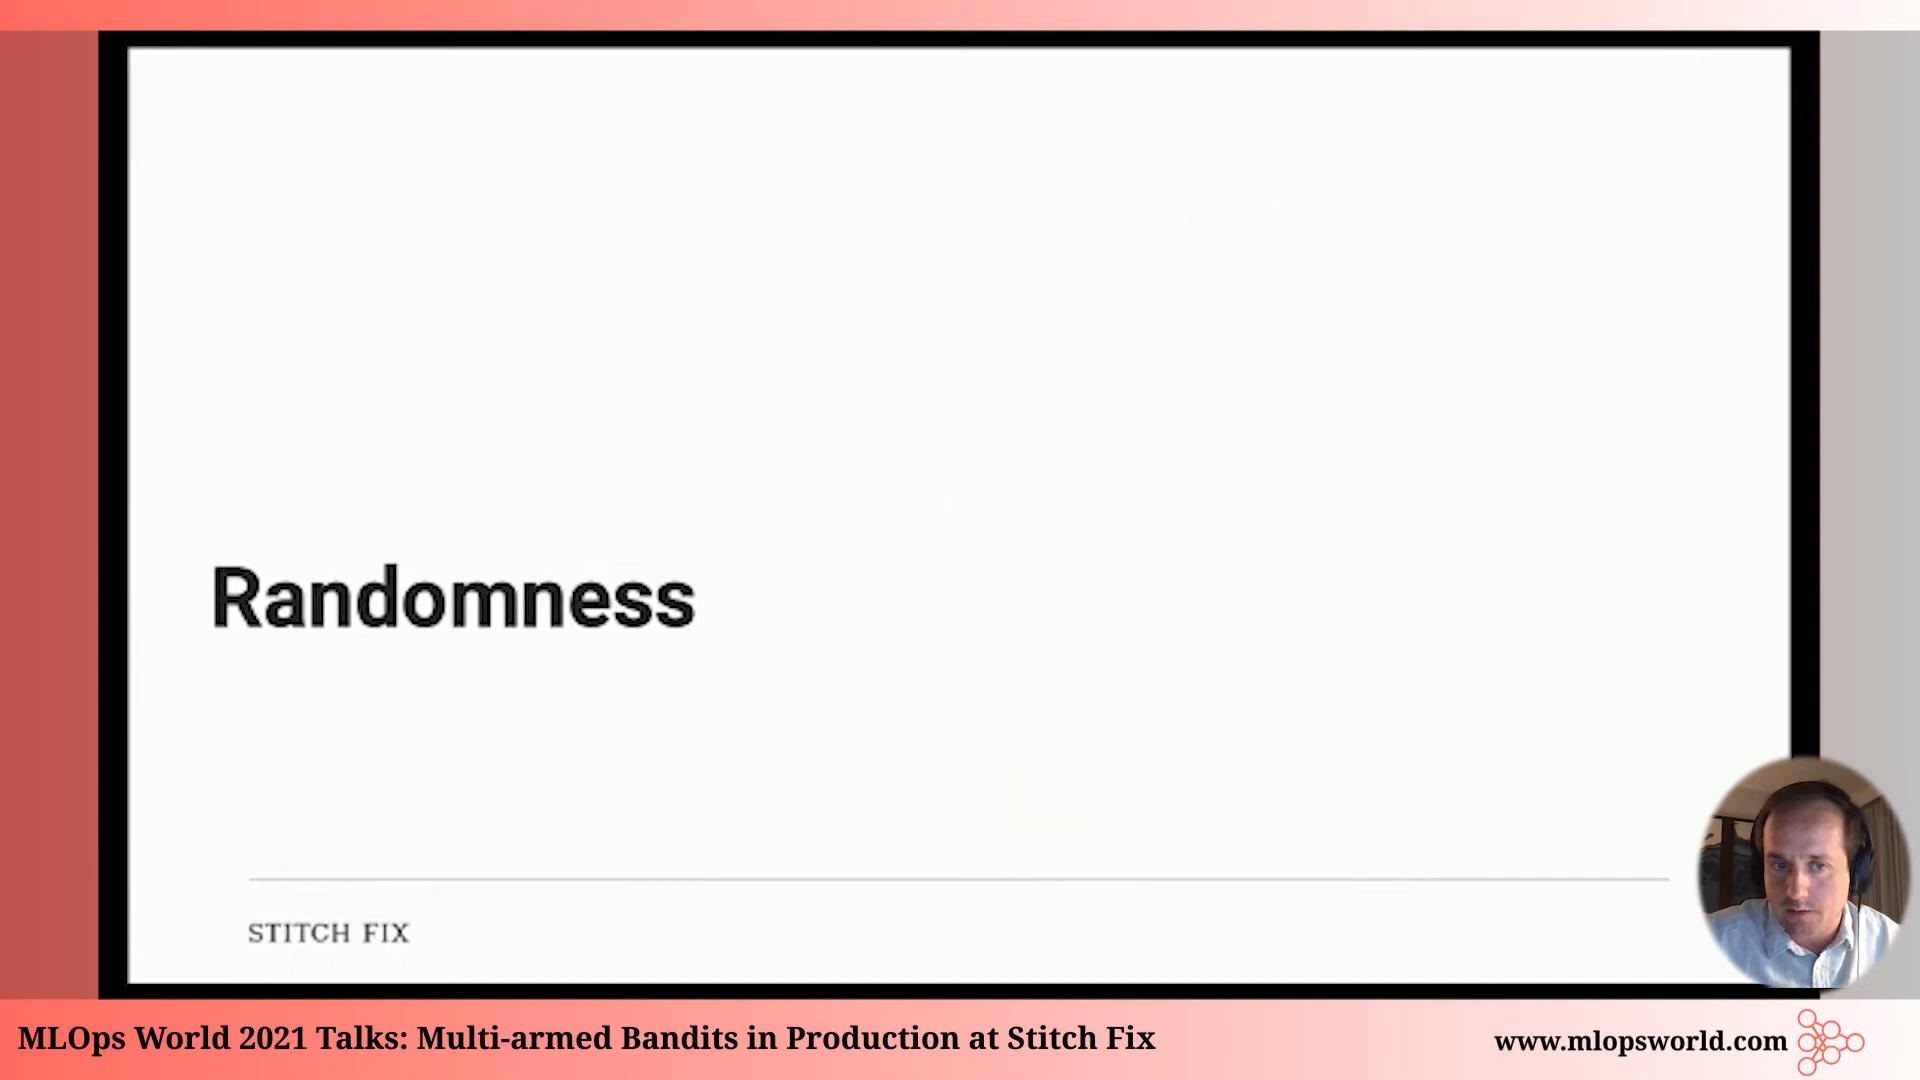 Randomness
STITCH FIX
MLOps World 2021 Talks: Multi-armed Bandits in Production at Stitch Fix
www.mlopsworld.com